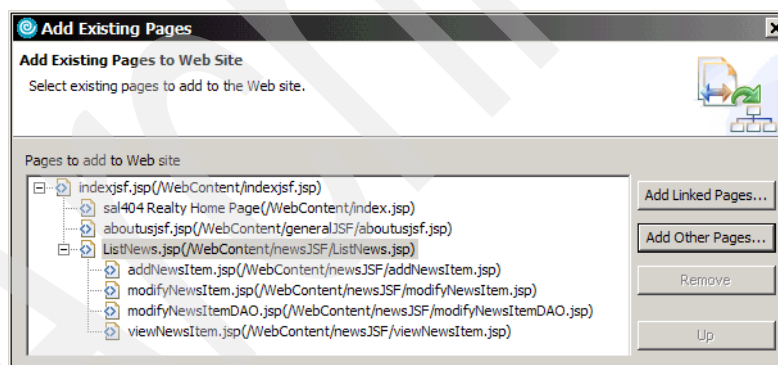 Add Existing Pages
Add Existing Pages to Web Site
Select existing pages to add to the Web site.
Pages to add to Web site
indexjsf.jsp(/WebContent/indexjsf.jsp)
sal404 Realty Home Page(/WebContent/index.jsp)
aboutusjsf.jsp(/WebContent/generalJSF/aboutusjsf.jsp)
ListNews.jsp(/WebContent/newsJSF/ListNews.jsp)
addNewsItem.jsp(/WebContent/newsJSF/addNewsItem.jsp)
modifyNewsItem.jsp(/WebContent/newsJSF/modifyNewsItem.jsp)
modifyNewsItemDAO.jsp(/WebContent/newsJSF/modifyNewsItemDAO.jsp)
viewNewsItem.jsp(/WebContent/newsJSF/viewNewsItem.jsp)
Add Linked Pages...
Add Other Pages...
Remove
Up